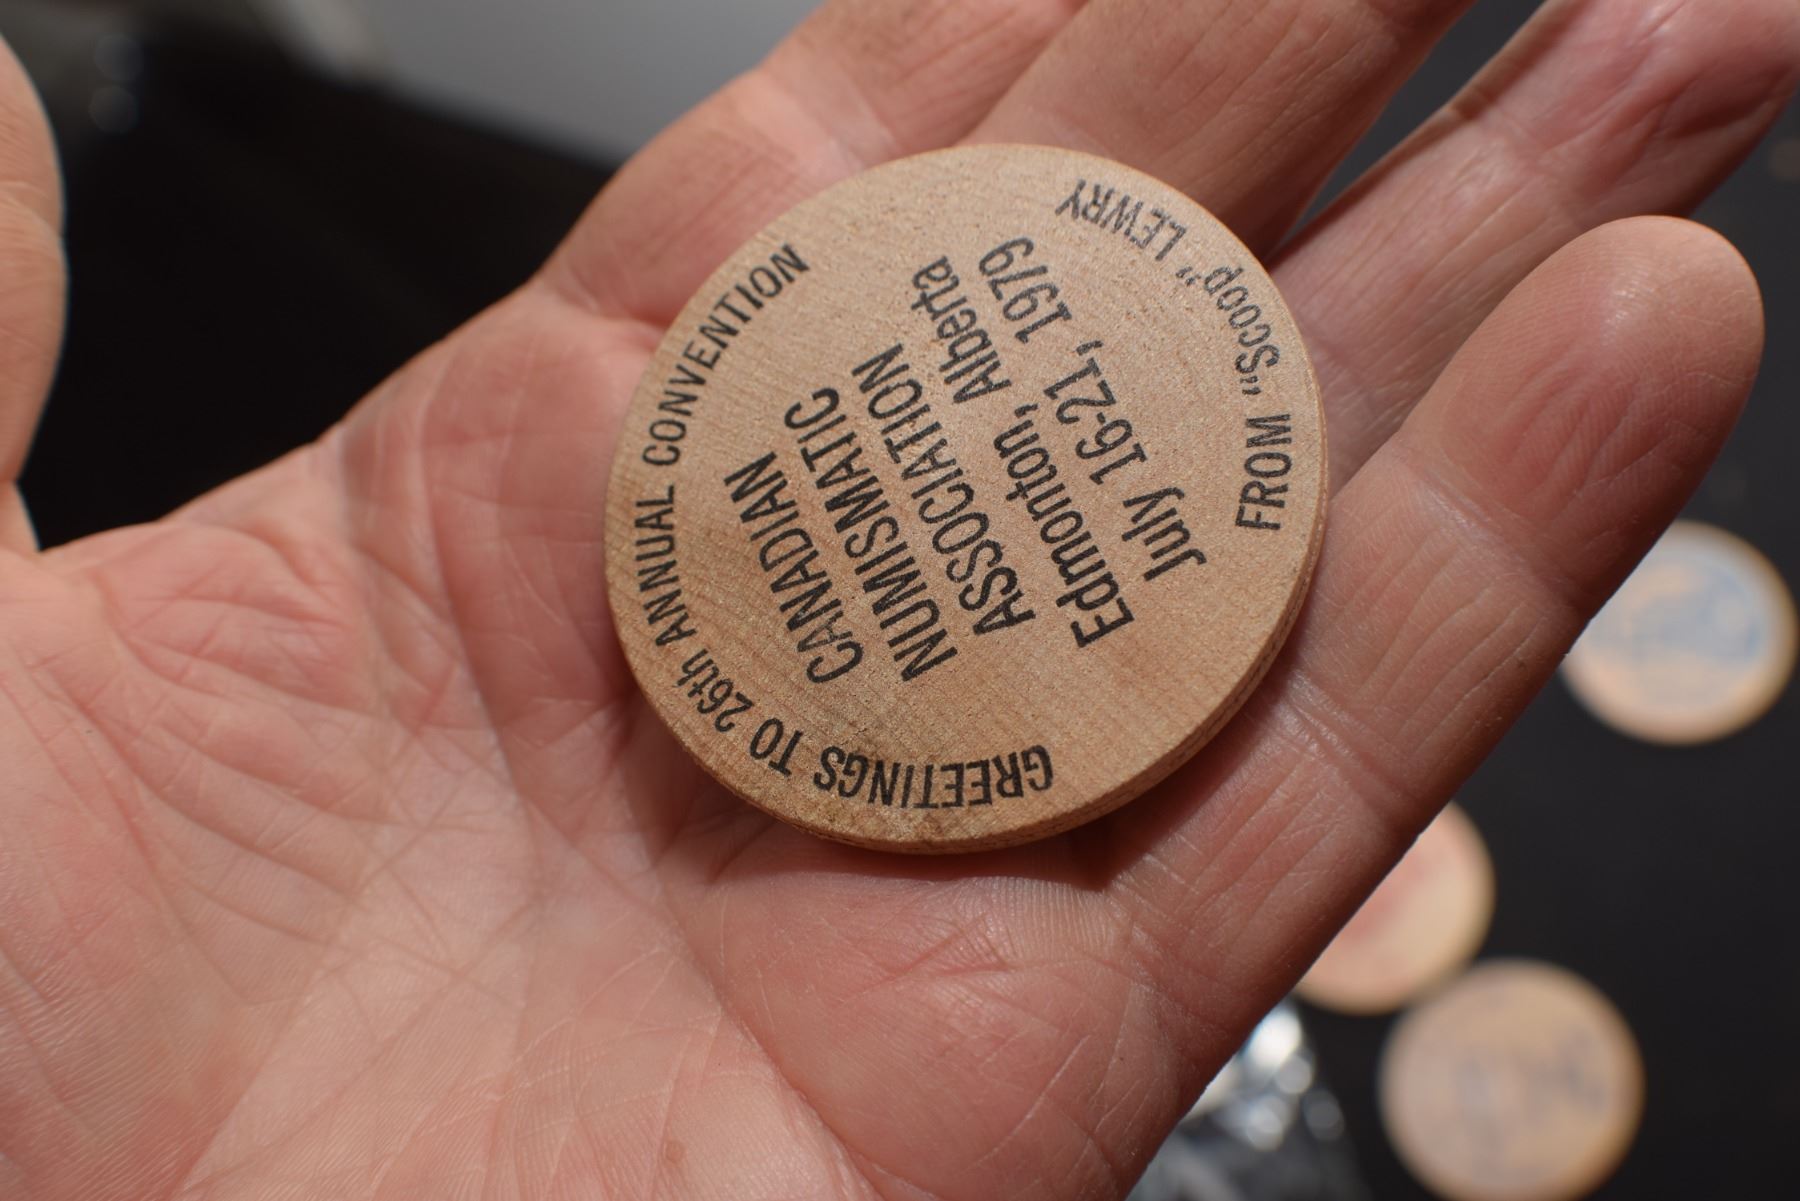 GREETINGS TO 26th ANNUAL CONVENTION
CANADIAN
NUMISMATIC
ASSOCIATION
Edmonton, Alberta
July 16-21, 1979
FROM "Scoop" LEWRY